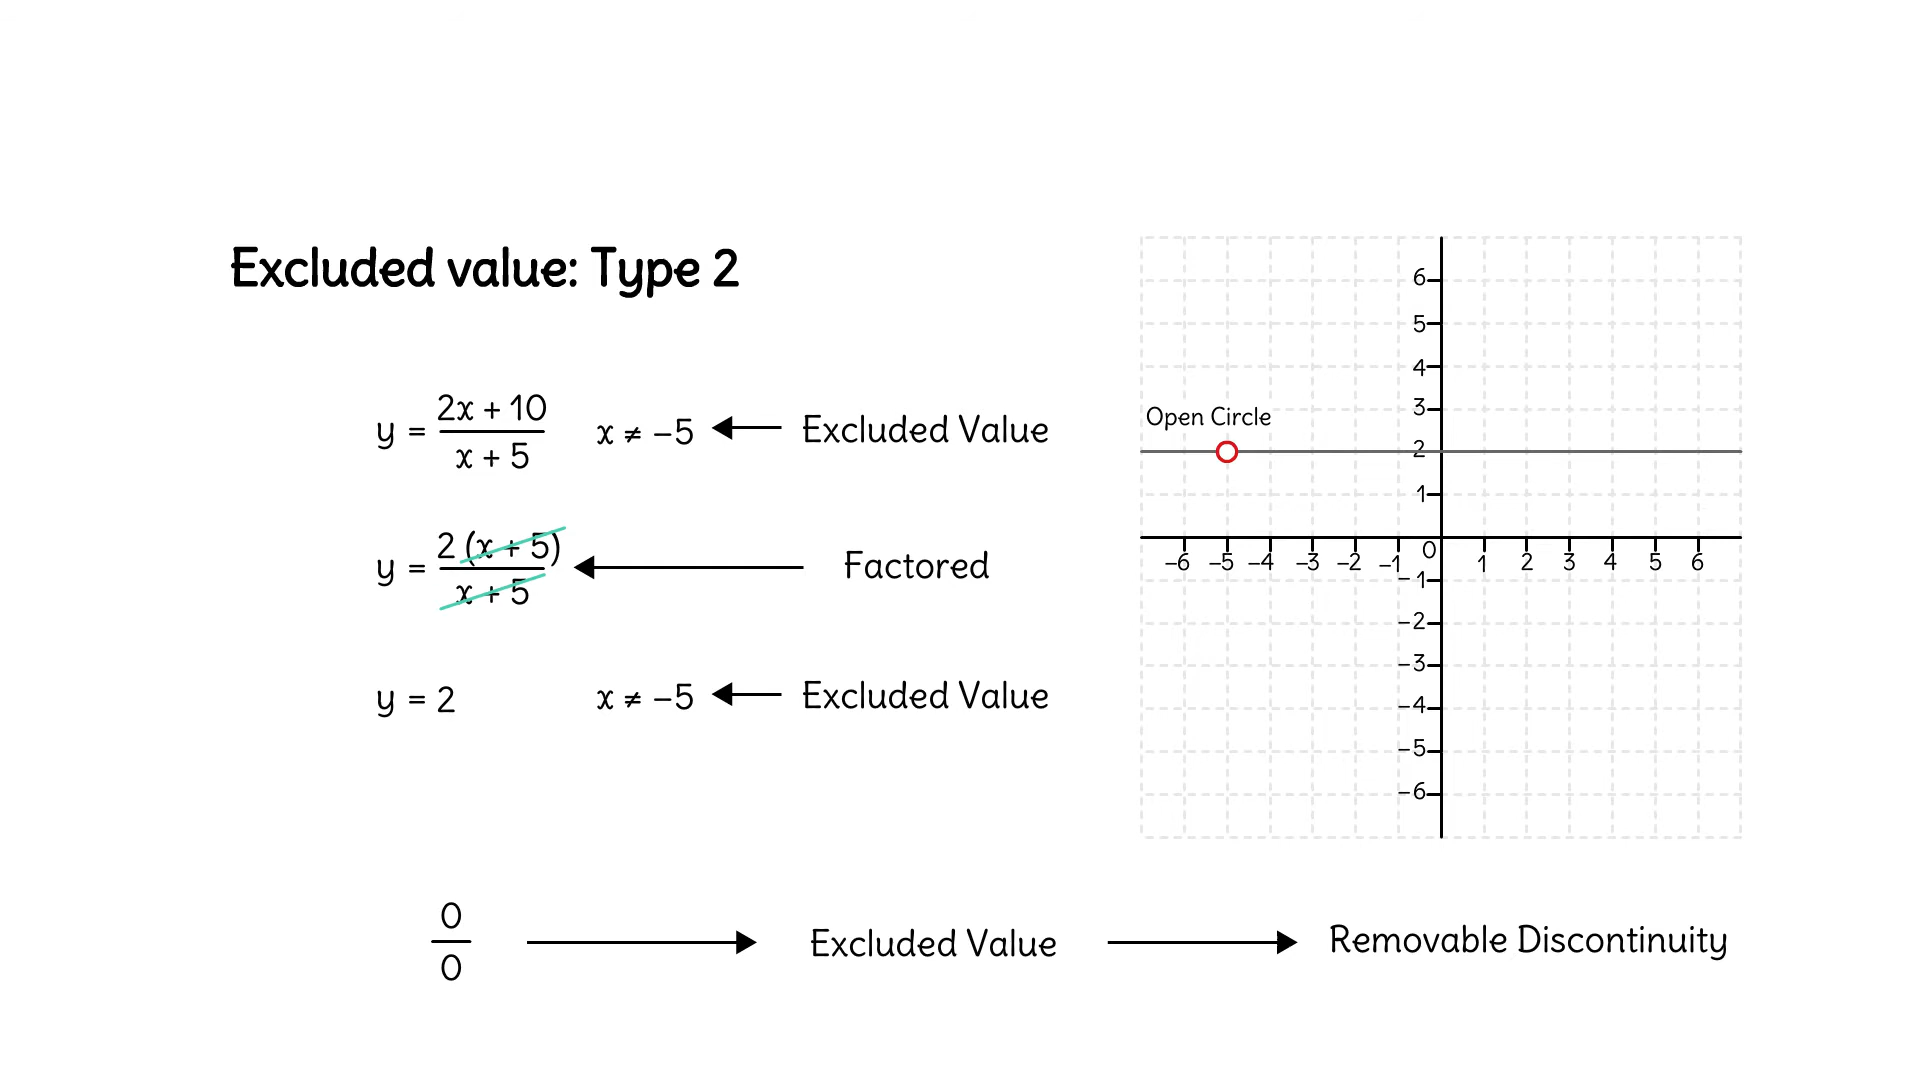 Excluded value: Type 2
y = (2x + 10)/(x + 5)   x ≠ −5 ← Excluded Value
y = 2 (x + 5)/x + 5 ← Factored
y = 2   x ≠ −5 ← Excluded Value
0/0 → Excluded Value → Removable Discontinuity
Open Circle
6
5
4
3
2
1
0
−6 −5 −4 −3 −2 −1 1 2 3 4 5 6
−1
−2
−3
−4
−5
−6